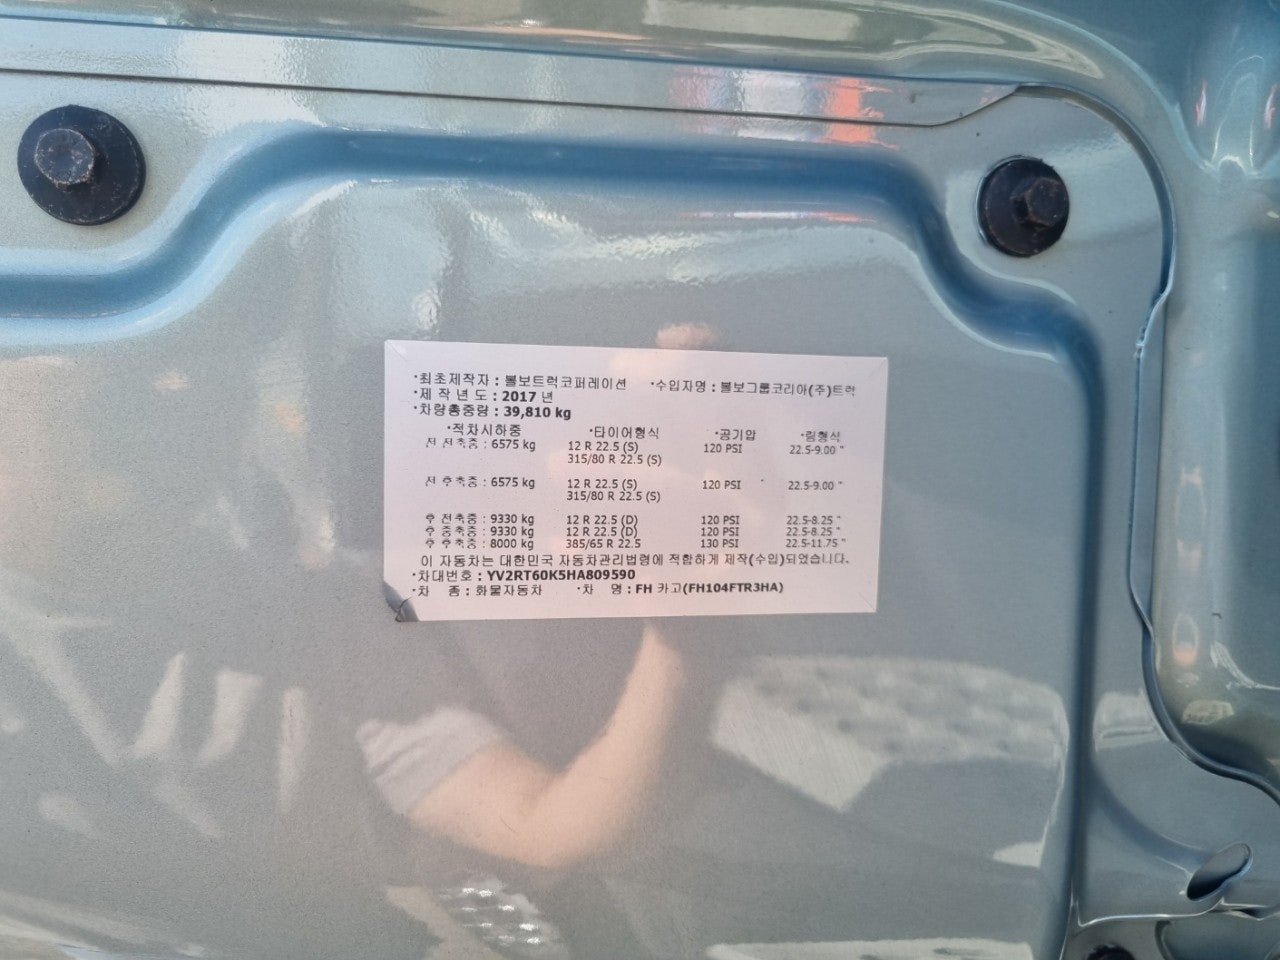 ·최초제작자 : 볼보트럭코퍼레이션 ·수입자명 : 볼보그룹코리아(주)트럭
·제 작 년 도 : 2017 년
·차량총중량 : 39,810 kg
·적차시하중 ·타이어형식 ·공기압 ·림형식
전 전축중 : 6575 kg 12 R 22.5 (S) 120 PSI 22.5-9.00 "
315/80 R 22.5 (S)
전 후축중 : 6575 kg 12 R 22.5 (S) 120 PSI 22.5-9.00 "
315/80 R 22.5 (S)
후 전축중 : 9330 kg 12 R 22.5 (D) 120 PSI 22.5-8.25 "
후 중축중 : 9330 kg 12 R 22.5 (D) 120 PSI 22.5-8.25 "
후 후축중 : 8000 kg 385/65 R 22.5 130 PSI 22.5-11.75 "
이 자동차는 대한민국 자동차관리법령에 적합하게 제작(수입)되었습니다.
·차대번호 : YV2RT60K5HA809590
·차 종 : 화물자동차 ·차 명 : FH 카고(FH104FTR3HA)